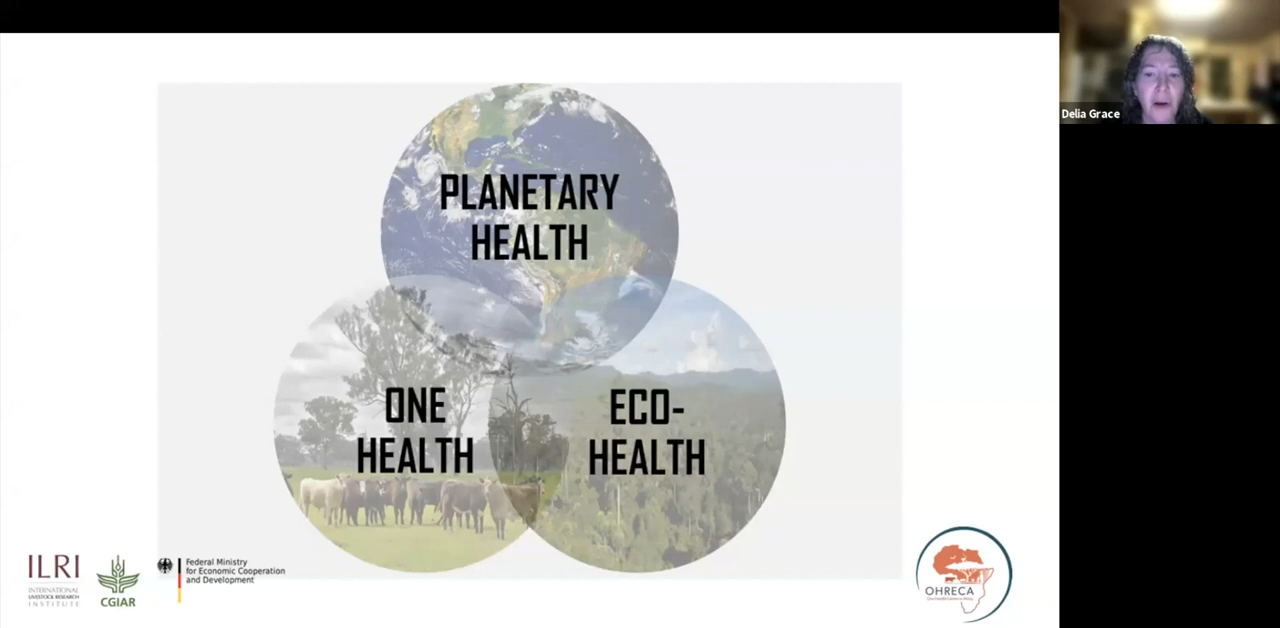 PLANETARY
HEALTH
ONE
HEALTH
ECO-
HEALTH
ILRI
INTERNATIONAL
LIVESTOCK RESEARCH
INSTITUTE
CGIAR
Federal Ministry
for Economic Cooperation
and Development
OHRECA
Delia Grace